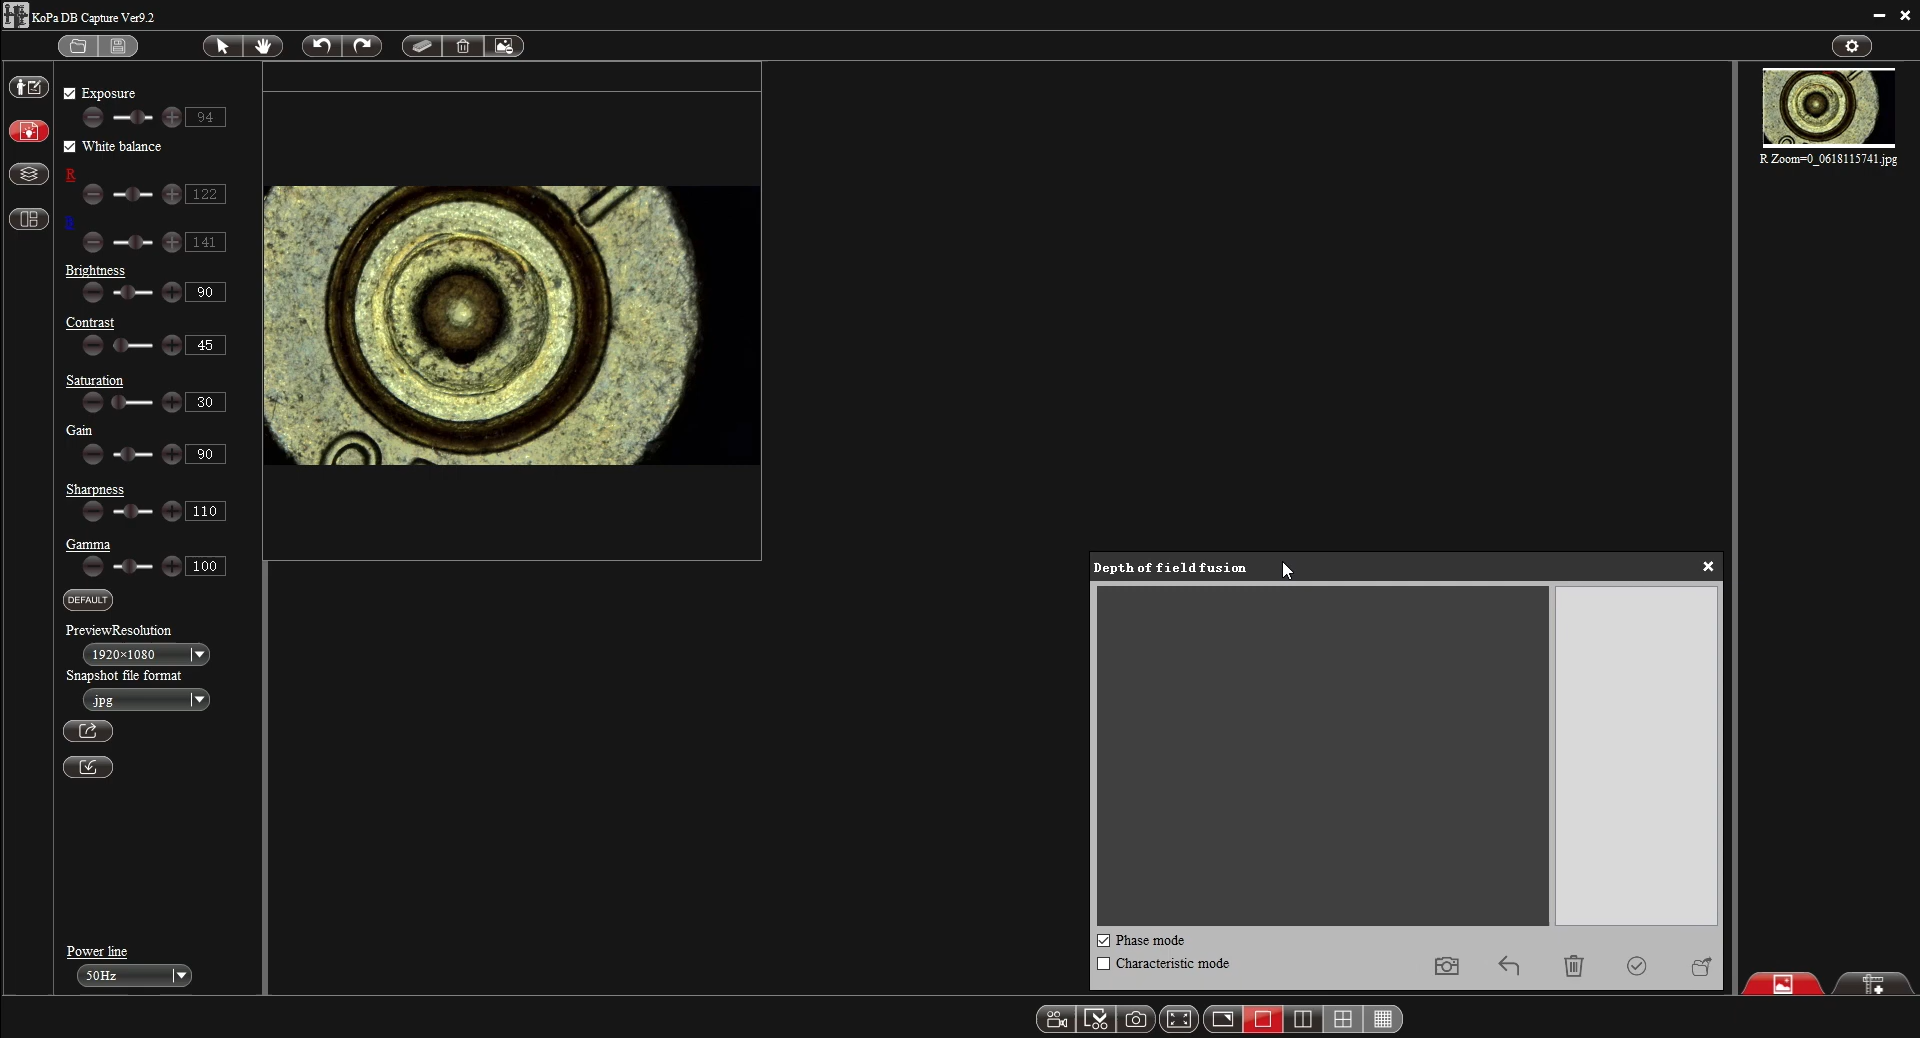 KoPa DB Capture Ver9.2
Exposure
94
White balance
R
122
B
141
Brightness
90
Contrast
45
Saturation
30
Gain
90
Sharpness
110
Gamma
100
DEFAULT
PreviewResolution
1920×1080
Snapshot file format
.jpg
Power line
50Hz
R Zoom=0_0618115741.jpg
Depth of field fusion
Phase mode
Characteristic mode